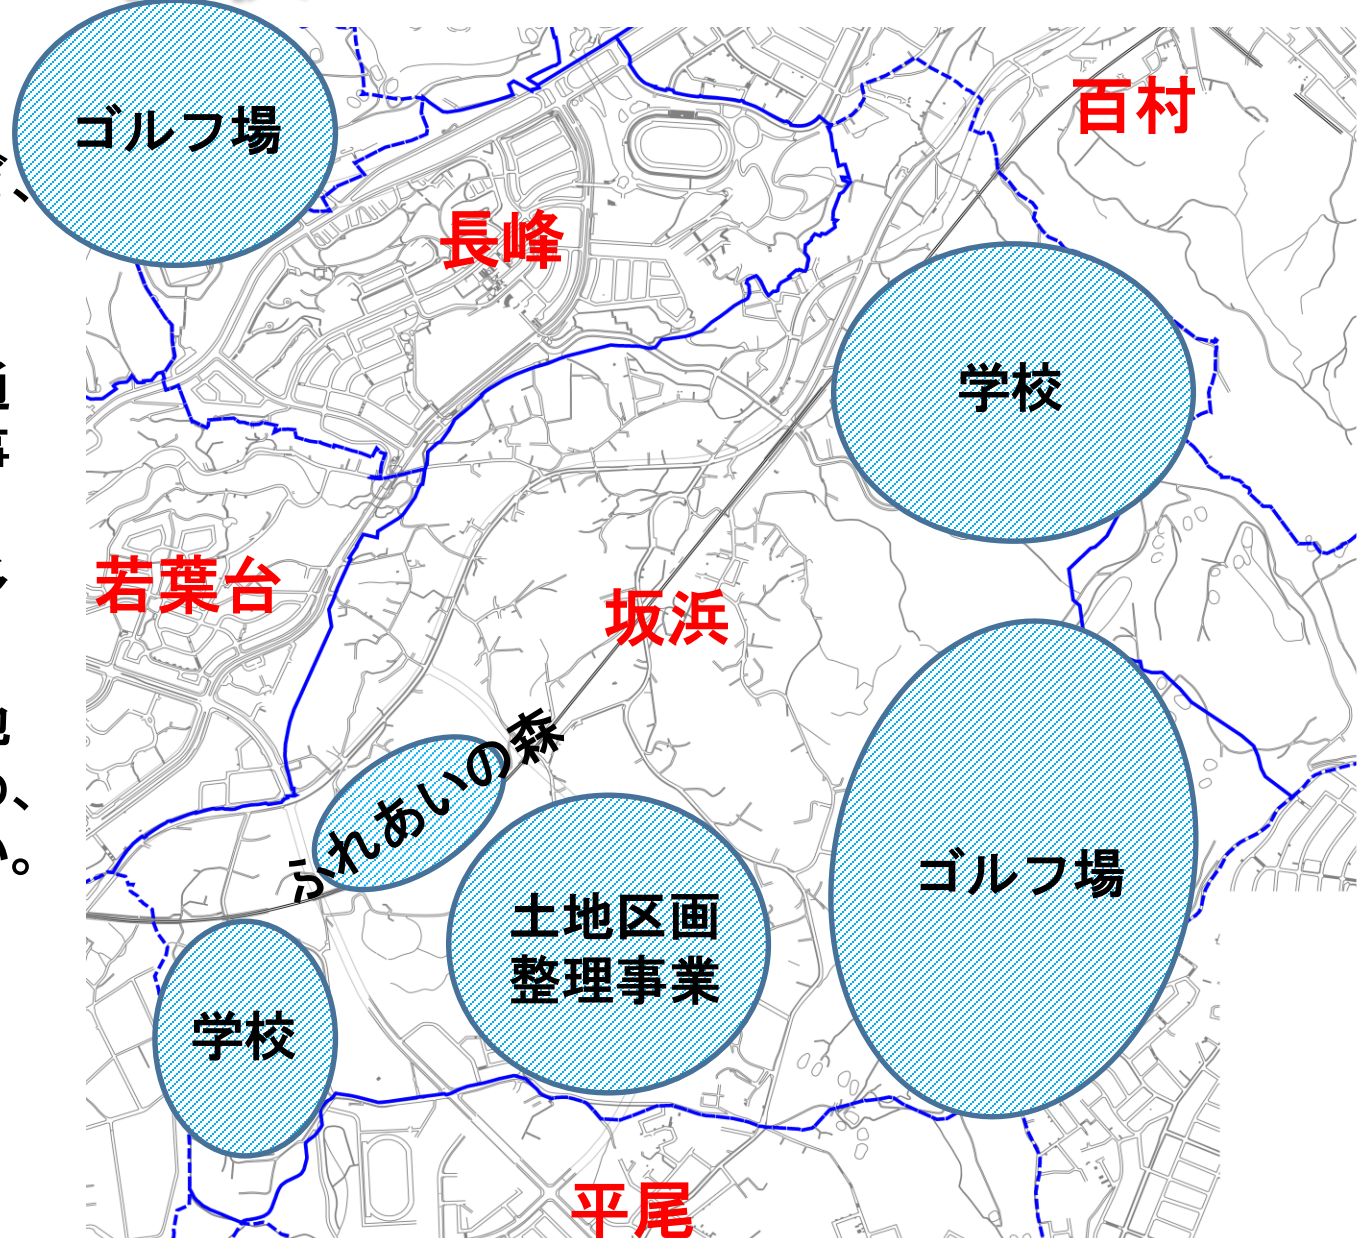 ゴルフ場
百村
長峰
学校
若葉台
坂浜
ふれあいの森
ゴルフ場
土地区画
整理事業
学校
平尾
、
、
い。